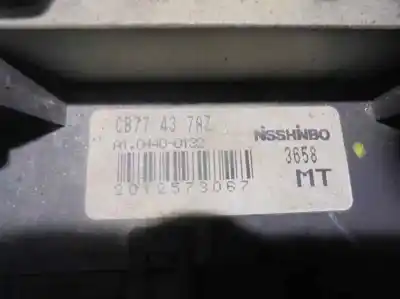 CB77 43 7AZ
NISSHINBO
A1.0440-0132
3658
2012573067
MT